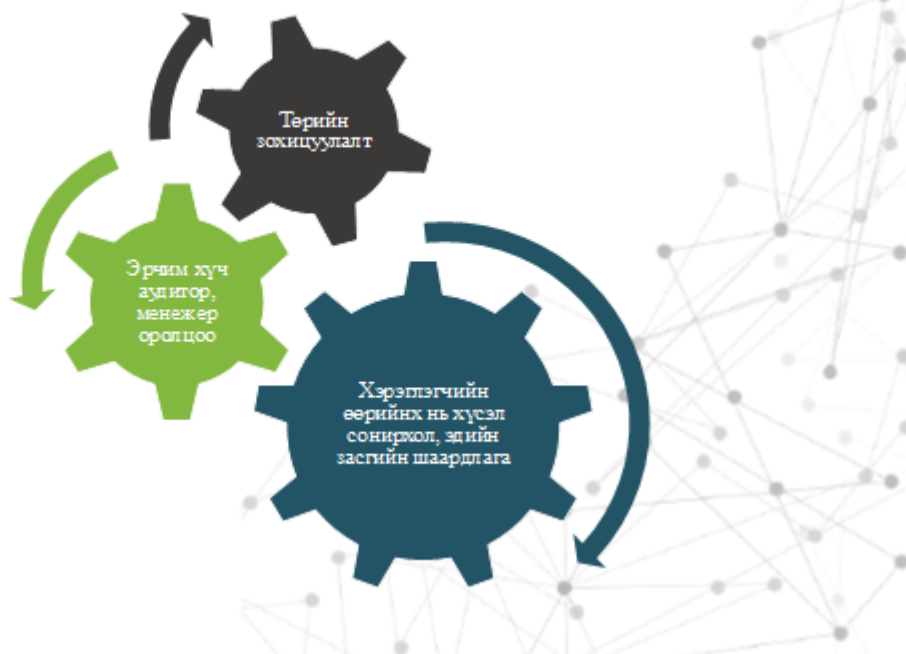 Төрийн
зохицуулалт
Эрчим хүч
аудитор,
менежер
оролцоо
Хэрэглэгчийн
өөрийнх нь хүсэл
сонирхол, эдийн
засгийн шаардлага